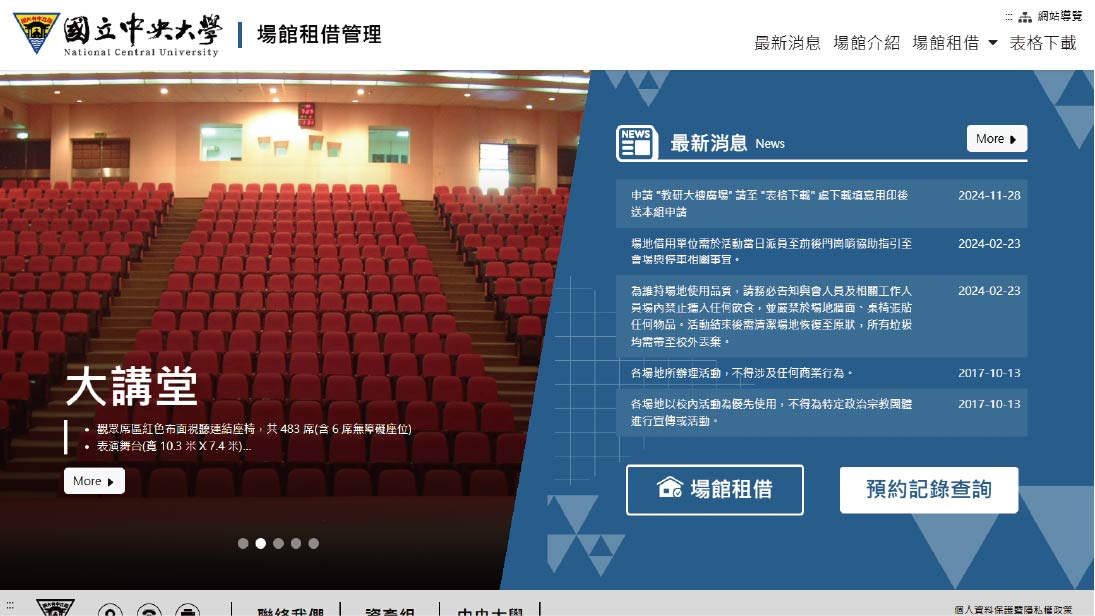 國立中央大學
National Central University
場館租借管理
::: 網站導覽
最新消息 場館介紹 場館租借 表格下載
大講堂
觀眾席區紅色布面視聽連結座椅，共 483 席(含 6 席無障礙座位)
表演舞台(寬 10.3 米 X 7.4 米)...
More
NEWS
最新消息 News
More
申請 "教研大樓廣場" 請至 "表格下載" 處下載填寫用印後 2024-11-28
送本組申請
場地借用單位需於活動當日派員至前後門崗哨協助指引至 2024-02-23
會場與停車相關事宜。
為維持場地使用品質，請務必告知與會人員及相關工作人 2024-02-23
員場內禁止攜入任何飲食，並嚴禁於場地牆面、桌椅張貼
任何物品。活動結束後需清潔場地恢復至原狀，所有垃圾
均需帶至校外丟棄。
各場地所辦理活動，不得涉及任何商業行為。 2017-10-13
各場地以校內活動為優先使用，不得為特定政治宗教團體 2017-10-13
進行宣傳或活動。
場館租借
預約記錄查詢
:::
聯絡我們
資產組
中央大學
個人資料保護暨隱私權政策